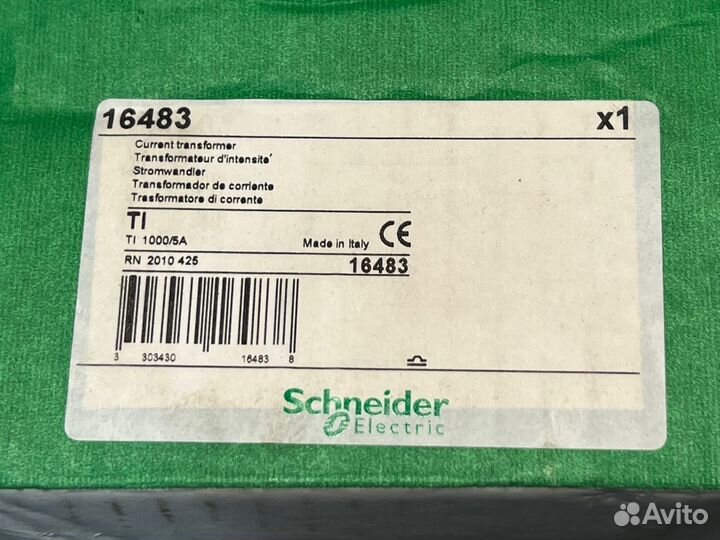 16483 x1
Current transformer
Transformateur d'intensité
Stromwandler
Transformador de corriente
Trasformatore di corrente
TI
TI 1000/5A Made in Italy CE
RN 2010 425 16483
3 303430 16483 8
Schneider
Electric
Avito